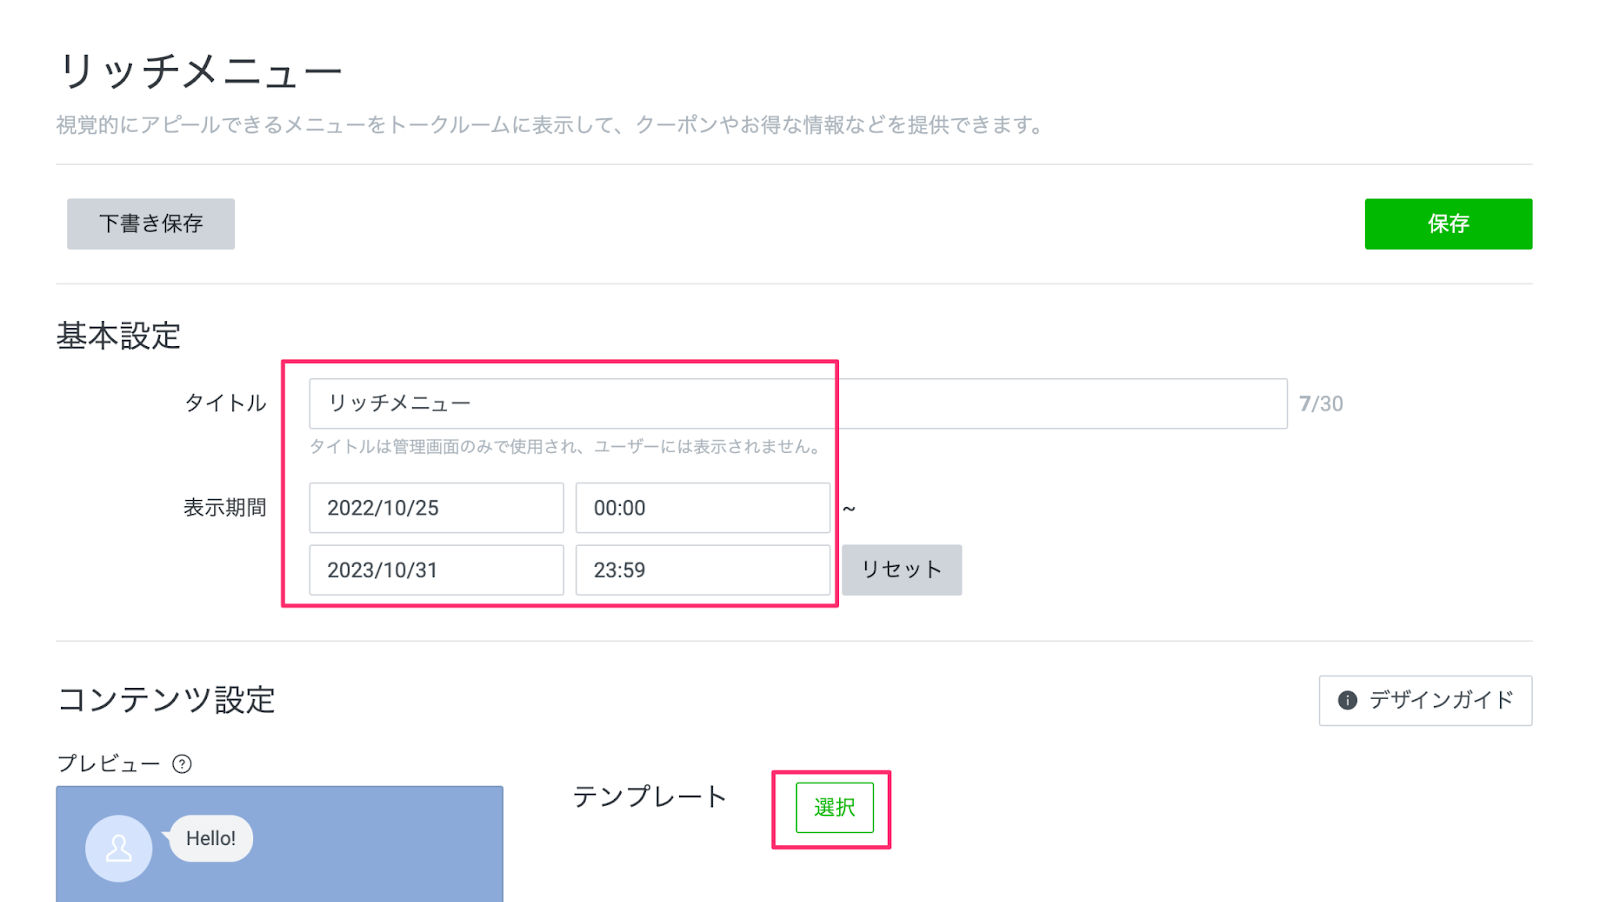 リッチメニュー
視覚的にアピールできるメニューをトークルームに表示して、クーポンやお得な情報などを提供できます。
下書き保存
保存
基本設定
タイトル
リッチメニュー
7/30
タイトルは管理画面のみで使用され、ユーザーには表示されません。
表示期間
2022/10/25
00:00
~
2023/10/31
23:59
リセット
コンテンツ設定
デザインガイド
プレビュー
テンプレート
選択
Hello!